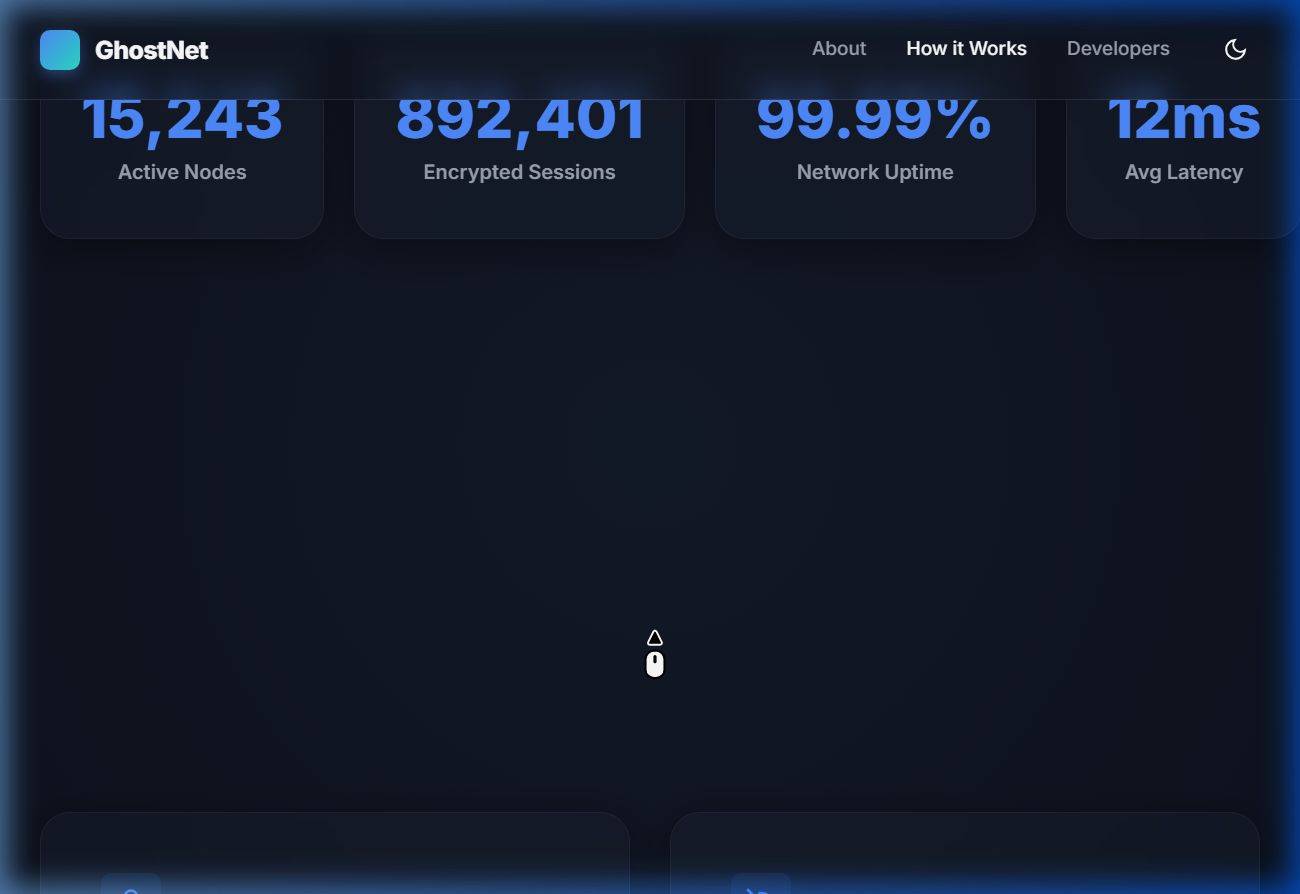 GhostNet
About How it Works Developers
15,243 892,401 99.99% 12ms
Active Nodes Encrypted Sessions Network Uptime Avg Latency